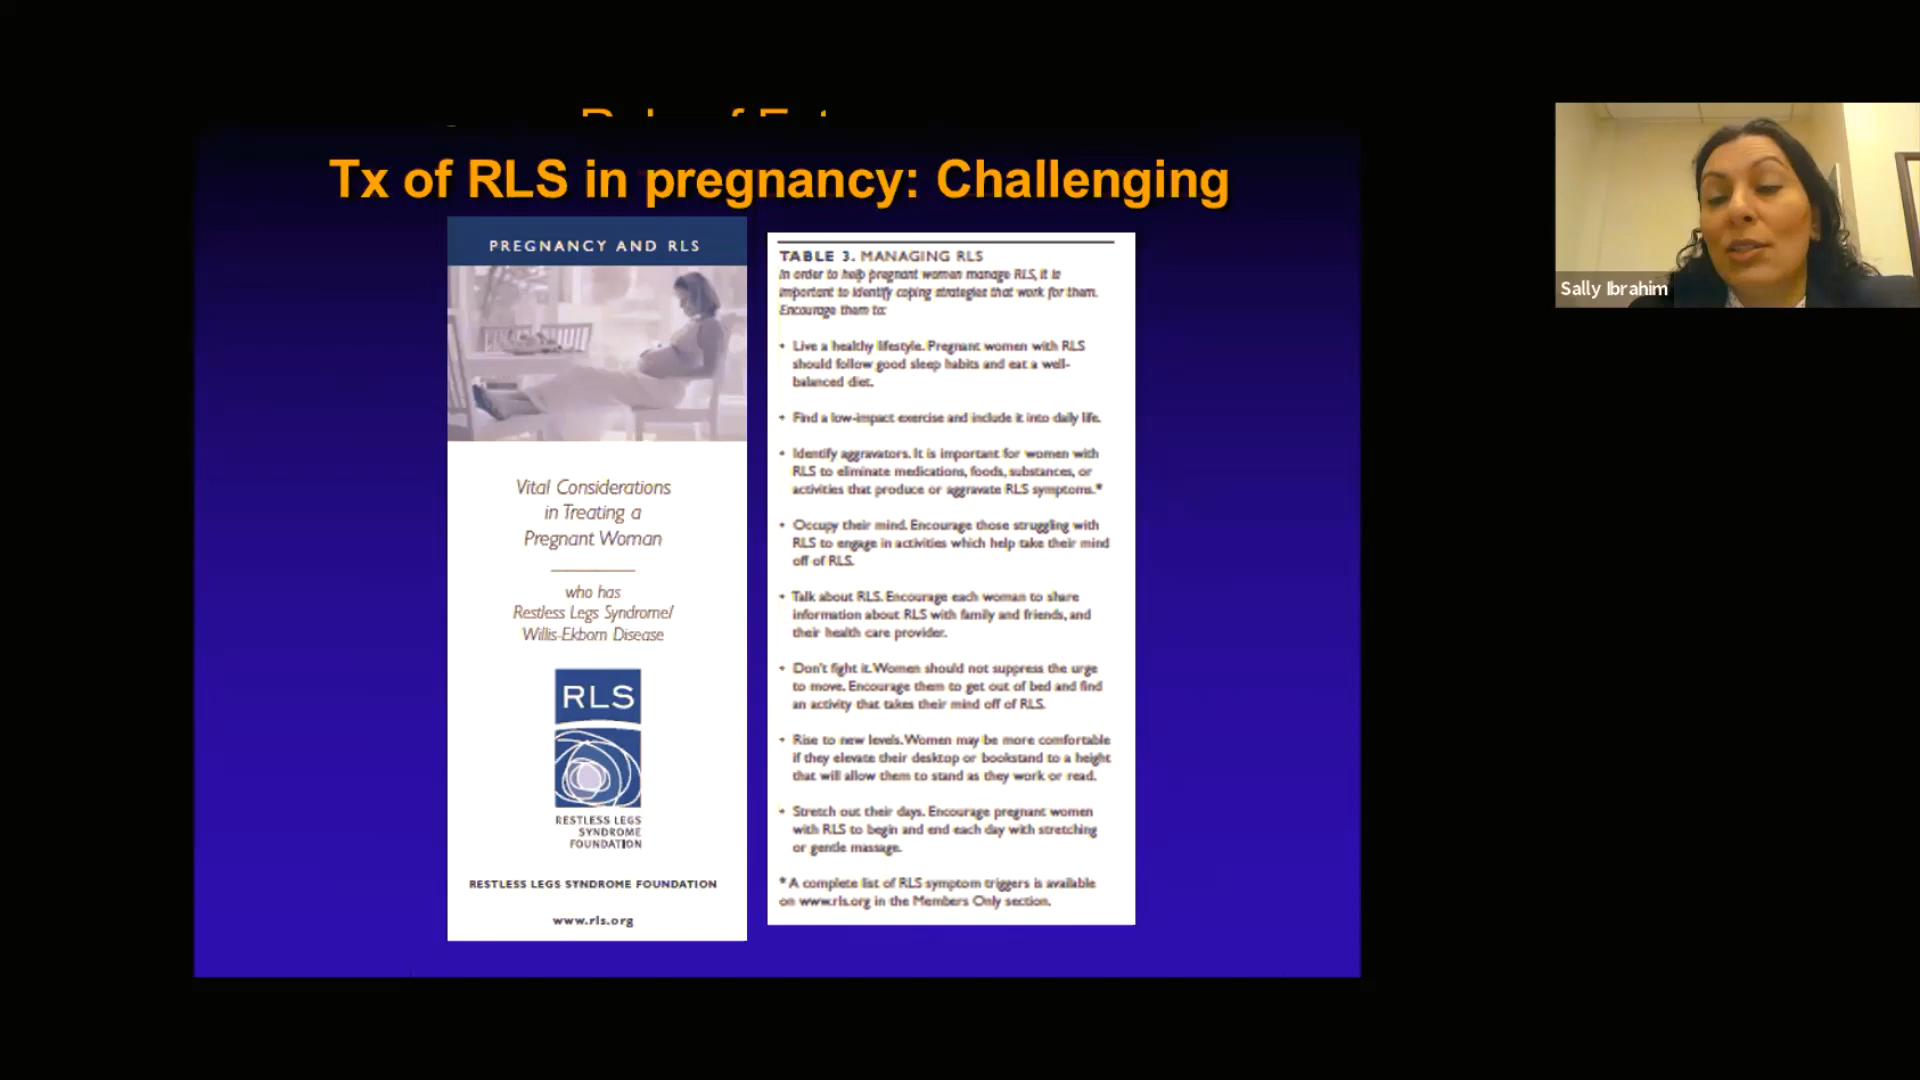 Tx of RLS in pregnancy: Challenging
PREGNANCY AND RLS
Vital Considerations
in Treating a
Pregnant Woman
who has
Restless Legs Syndrome/
Willis-Ekbom Disease
RLS
RESTLESS LEGS
SYNDROME
FOUNDATION
RESTLESS LEGS SYNDROME FOUNDATION
www.rls.org
TABLE 3. MANAGING RLS
In order to help pregnant women manage RLS, it is
important to identify coping strategies that work for them.
Encourage them to:
• Live a healthy lifestyle. Pregnant women with RLS
should follow good sleep habits and eat a well-
balanced diet.
• Find a low-impact exercise and include it into daily life.
• Identify aggravators. It is important for women with
RLS to eliminate medications, foods, substances, or
activities that produce or aggravate RLS symptoms.*
• Occupy their mind. Encourage those struggling with
RLS to engage in activities which help take their mind
off of RLS.
• Talk about RLS. Encourage each woman to share
information about RLS with family and friends, and
their health care provider.
• Don't fight it. Women should not suppress the urge
to move. Encourage them to get out of bed and find
an activity that takes their mind off of RLS.
• Rise to new levels. Women may be more comfortable
if they elevate their desktop or bookstand to a height
that will allow them to stand as they work or read.
• Stretch out their days. Encourage pregnant women
with RLS to begin and end each day with stretching
or gentle massage.
* A complete list of RLS symptom triggers is available
on www.rls.org in the Members Only section.
Sally Ibrahim